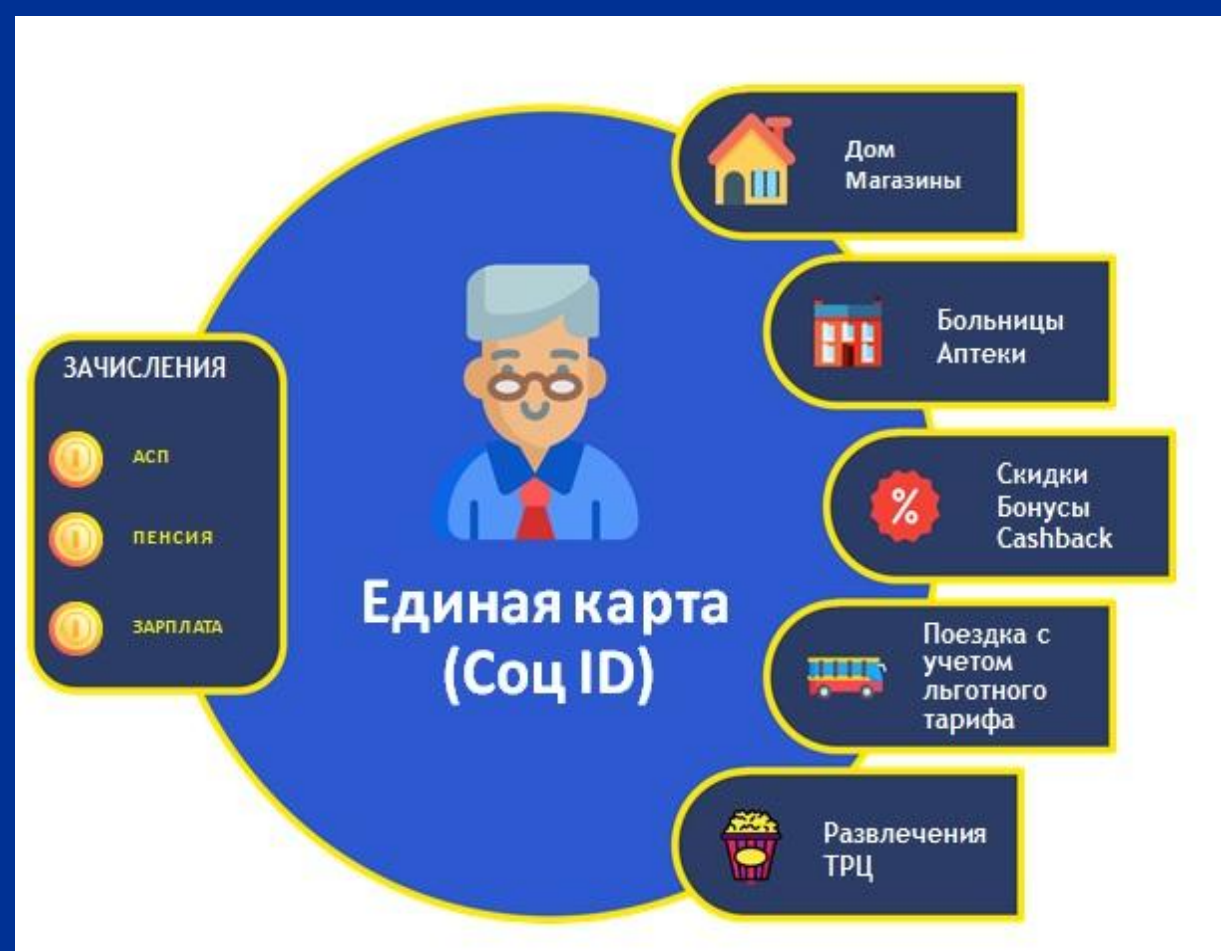 Дом
Магазины
Больницы
Аптеки
ЗАЧИСЛЕНИЯ
АСП
ПЕНСИЯ
ЗАРПЛАТА
Единая карта
(Соц ID)
%
Скидки
Бонусы
Cashback
Поездка с
учетом
льготного
тарифа
Развлечения
ТРЦ